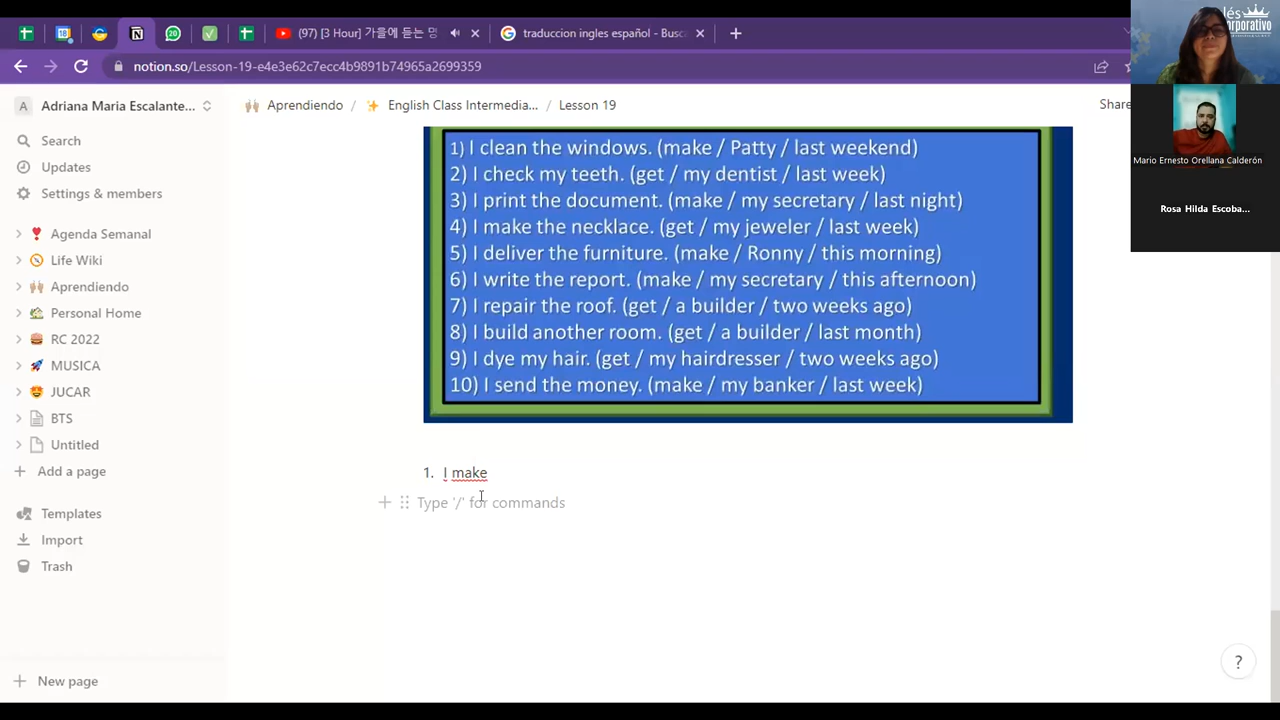 (97) [3 Hour] 가을에 듣는 명
traduccion ingles español - Busc
notion.so/Lesson-19-e4e3e62c7ecc4b9891b74965a2699359
A Adriana Maria Escalante...
Aprendiendo / English Class Intermedia... / Lesson 19
Share
Search
Updates
Settings & members
Agenda Semanal
Life Wiki
Aprendiendo
Personal Home
RC 2022
MUSICA
JUCAR
BTS
Untitled
Add a page
Templates
Import
Trash
New page
1) I clean the windows. (make / Patty / last weekend)
2) I check my teeth. (get / my dentist / last week)
3) I print the document. (make / my secretary / last night)
4) I make the necklace. (get / my jeweler / last week)
5) I deliver the furniture. (make / Ronny / this morning)
6) I write the report. (make / my secretary / this afternoon)
7) I repair the roof. (get / a builder / two weeks ago)
8) I build another room. (get / a builder / last month)
9) I dye my hair. (get / my hairdresser / two weeks ago)
10) I send the money. (make / my banker / last week)
1. I make
Type '/' for commands
?
Mario Ernesto Orellana Calderón
Rosa Hilda Escoba...